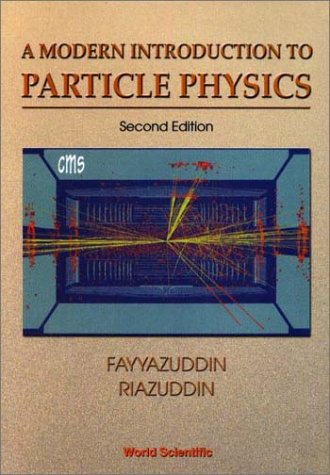 A MODERN INTRODUCTION TO
PARTICLE PHYSICS
Second Edition
cms
FAYYAZUDDIN
RIAZUDDIN
World Scientific